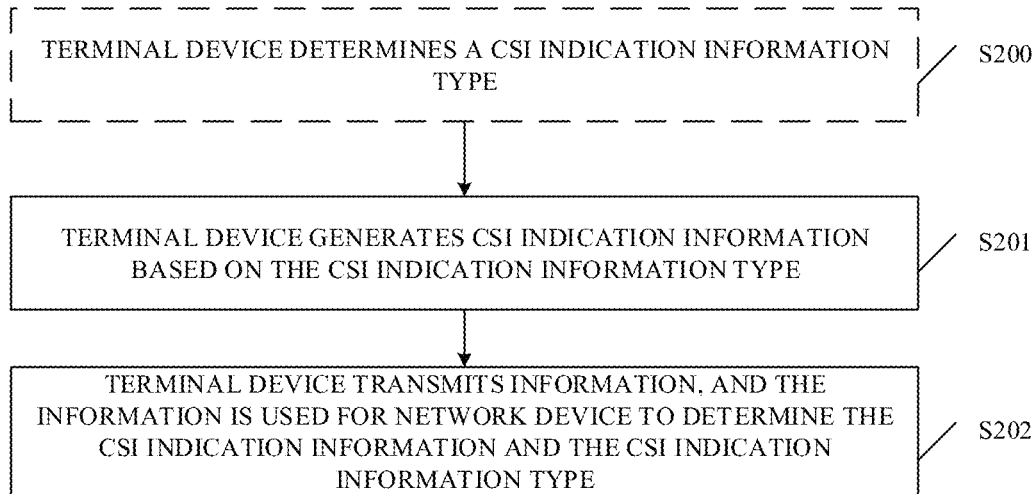 TERMINAL DEVICE DETERMINES A CSI INDICATION INFORMATION
TYPE
S200
TERMINAL DEVICE GENERATES CSI INDICATION INFORMATION
BASED ON THE CSI INDICATION INFORMATION TYPE
S201
TERMINAL DEVICE TRANSMITS INFORMATION, AND THE
INFORMATION IS USED FOR NETWORK DEVICE TO DETERMINE THE
CSI INDICATION INFORMATION AND THE CSI INDICATION
INFORMATION TYPE
S202